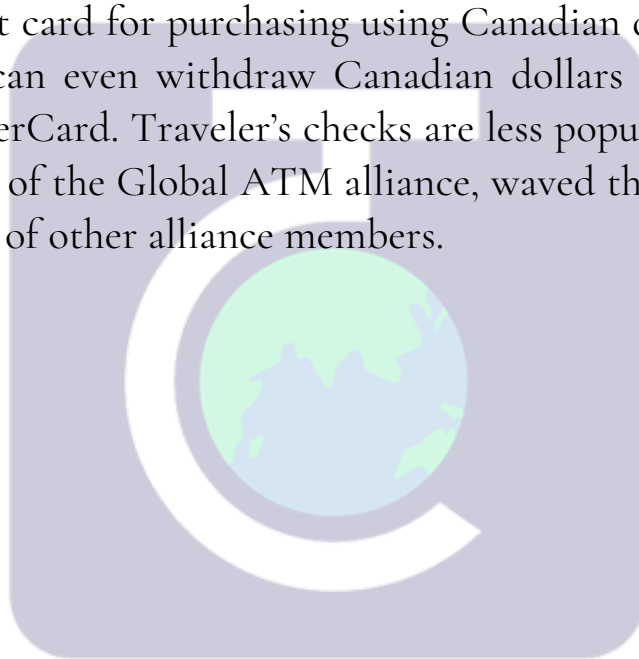 t card for purchasing using Canadian
can even withdraw Canadian dollars
erCard. Traveler's checks are less popu
of the Global ATM alliance, waved th
of other alliance members.